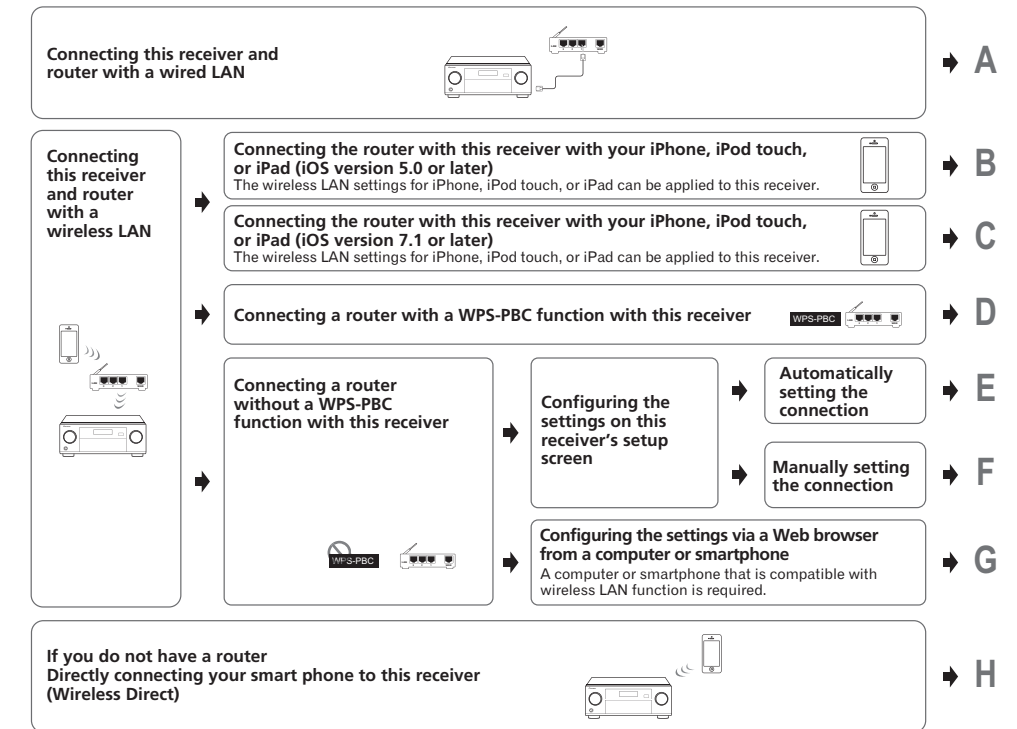 Connecting this receiver and
router with a wired LAN
A
Connecting
this receiver
and router
with a
wireless LAN
Connecting the router with this receiver with your iPhone, iPod touch,
or iPad (iOS version 5.0 or later)
The wireless LAN settings for iPhone, iPod touch, or iPad can be applied to this receiver.
B
Connecting the router with this receiver with your iPhone, iPod touch,
or iPad (iOS version 7.1 or later)
The wireless LAN settings for iPhone, iPod touch, or iPad can be applied to this receiver.
C
Connecting a router with a WPS-PBC function with this receiver
WPS-PBC
D
Connecting a router
without a WPS-PBC
function with this receiver
WPS-PBC
Configuring the
settings on this
receiver's setup
screen
Automatically
setting the
connection
E
Manually setting
the connection
F
Configuring the settings via a Web browser
from a computer or smartphone
A computer or smartphone that is compatible with
wireless LAN function is required.
G
If you do not have a router
Directly connecting your smart phone to this receiver
(Wireless Direct)
H